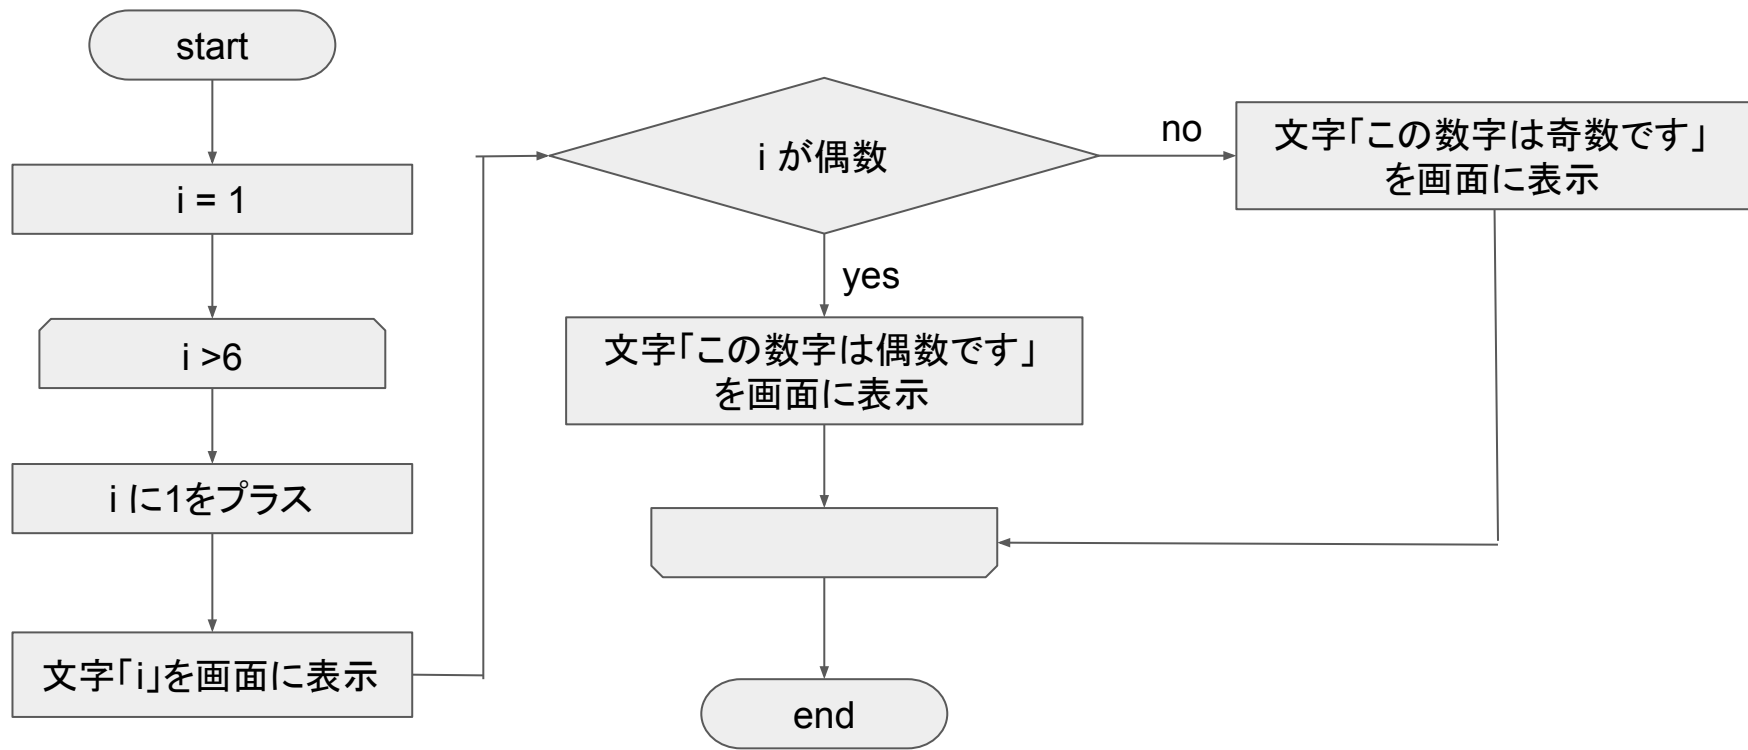 start
i = 1
i >6
i に1をプラス
文字「i」を画面に表示
i が偶数
no
文字「この数字は奇数です」
を画面に表示
yes
文字「この数字は偶数です」
を画面に表示
end